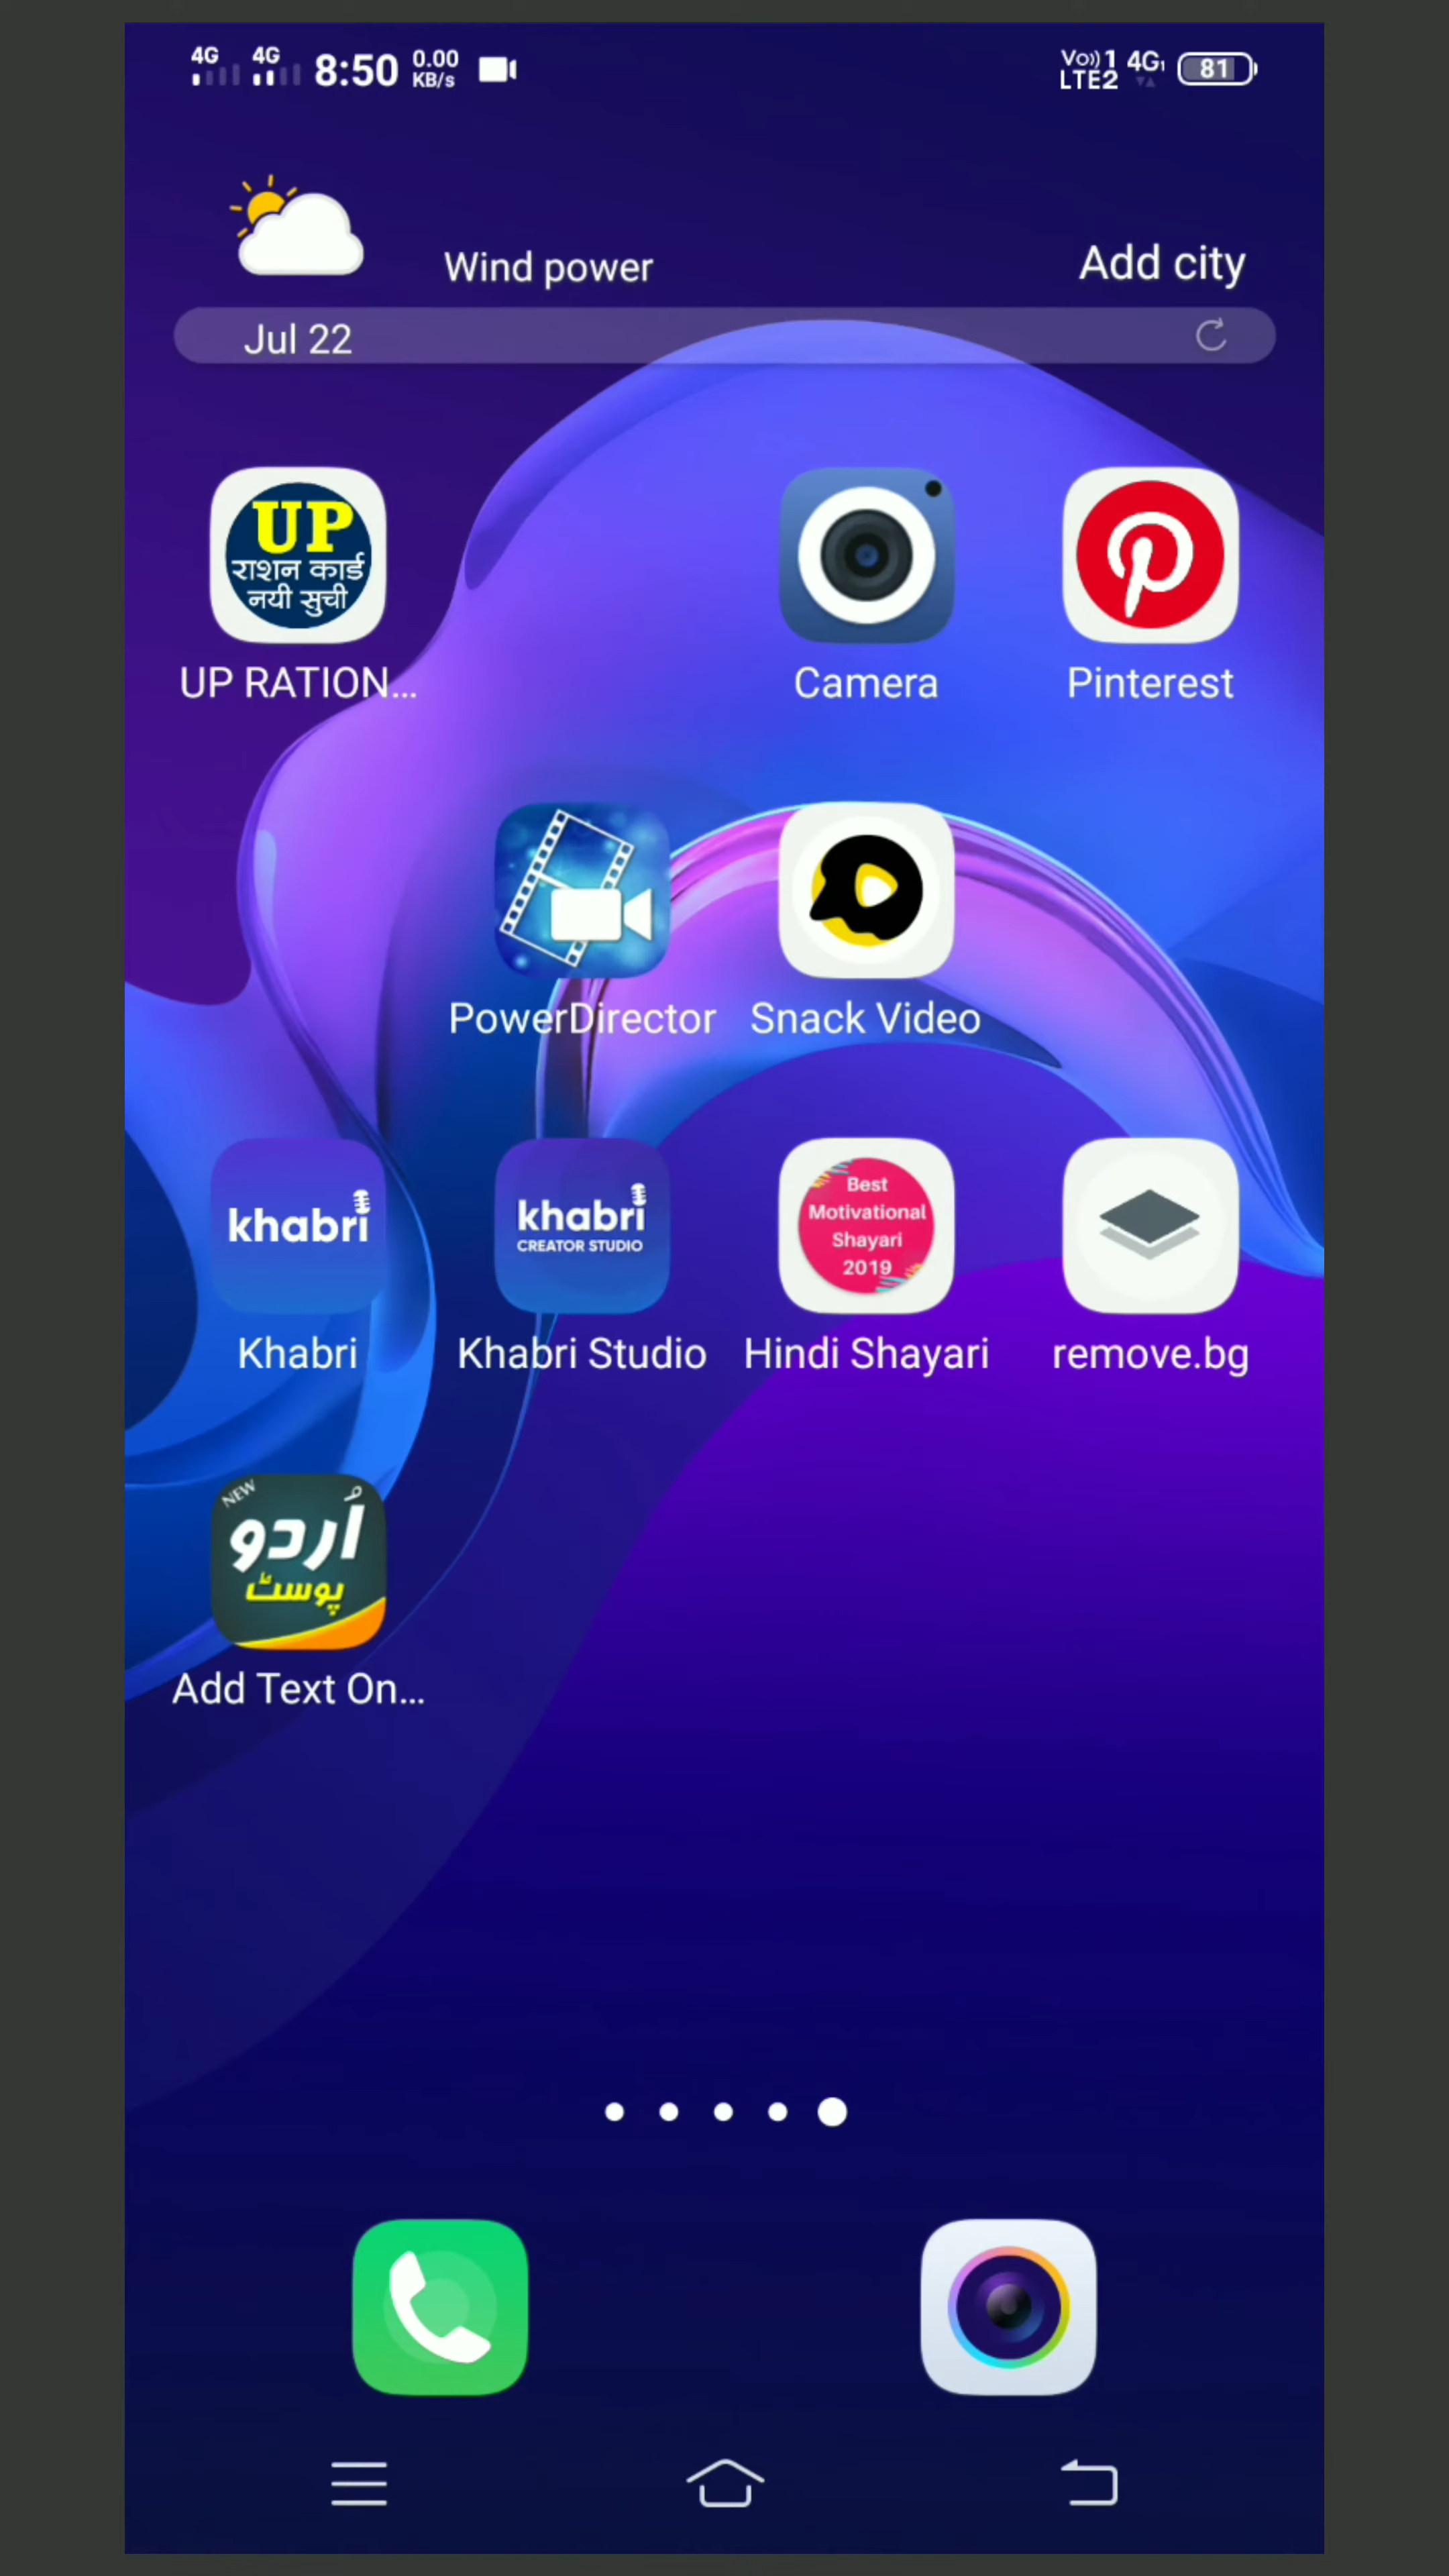 4G 4G 8:50 0.00 KB/s
Vo)) 1 LTE2 4G1 81
Wind power
Add city
Jul 22
UP
राशन कार्ड
नयी सुची
UP RATION...
Camera
Pinterest
PowerDirector
Snack Video
khabri
Khabri
khabri
CREATOR STUDIO
Khabri Studio
Best
Motivational
Shayari
2019
Hindi Shayari
remove.bg
NEW
اُردو
پوسٹ
Add Text On...